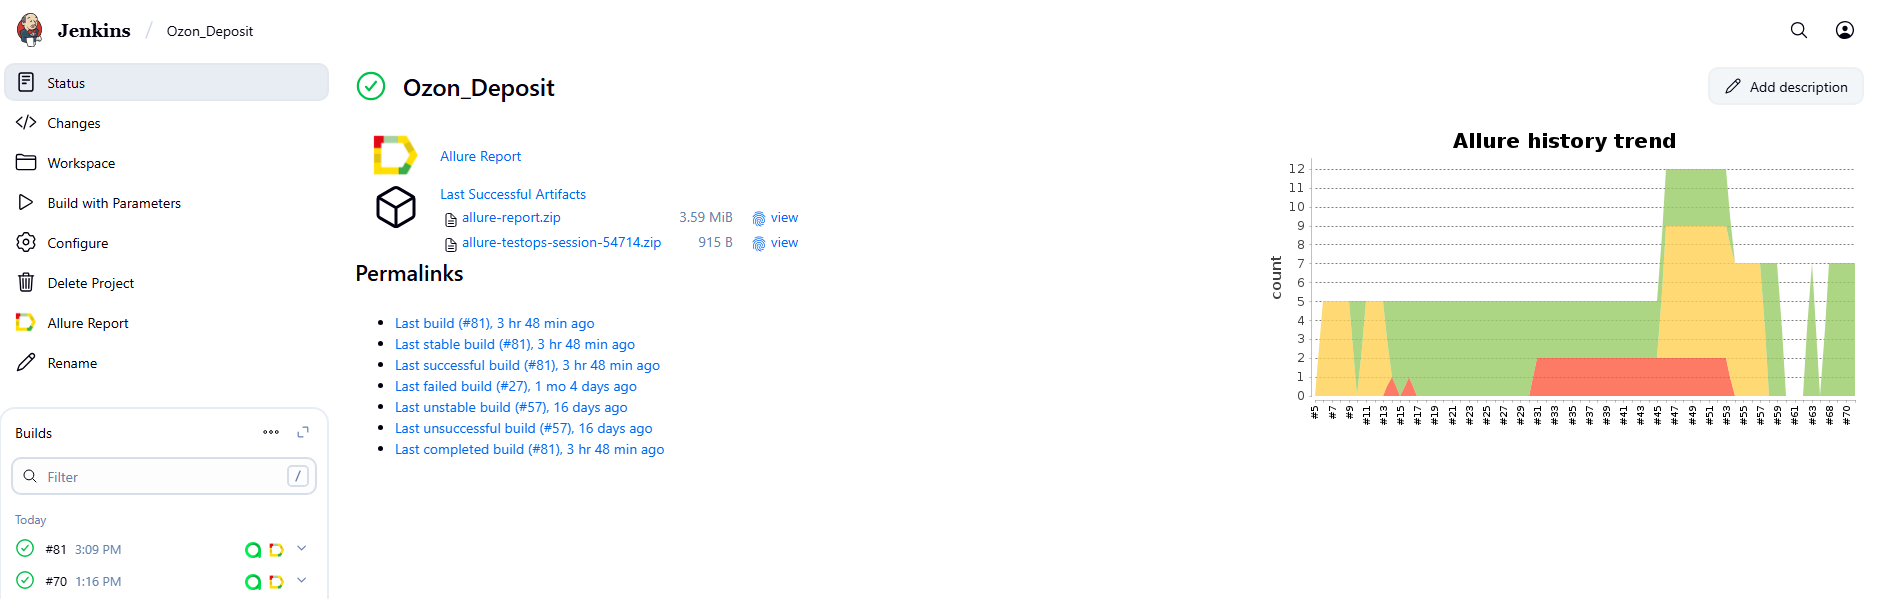 Jenkins / Ozon_Deposit
Status
Changes
Workspace
Build with Parameters
Configure
Delete Project
Allure Report
Rename
Builds
Filter /
Today
#81 3:09 PM
#70 1:16 PM
Ozon_Deposit
Add description
Allure Report
Last Successful Artifacts
allure-report.zip 3.59 MiB view
allure-testops-session-54714.zip 915 B view
Permalinks
Last build (#81), 3 hr 48 min ago
Last stable build (#81), 3 hr 48 min ago
Last successful build (#81), 3 hr 48 min ago
Last failed build (#27), 1 mo 4 days ago
Last unstable build (#57), 16 days ago
Last unsuccessful build (#57), 16 days ago
Last completed build (#81), 3 hr 48 min ago
Allure history trend
count
12
11
10
9
8
7
6
5
4
3
2
1
0
#5 #7 #9 #11 #13 #15 #17 #19 #21 #23 #25 #27 #29 #31 #33 #35 #37 #39 #41 #43 #45 #47 #49 #51 #53 #55 #57 #59 #61 #63 #68 #70